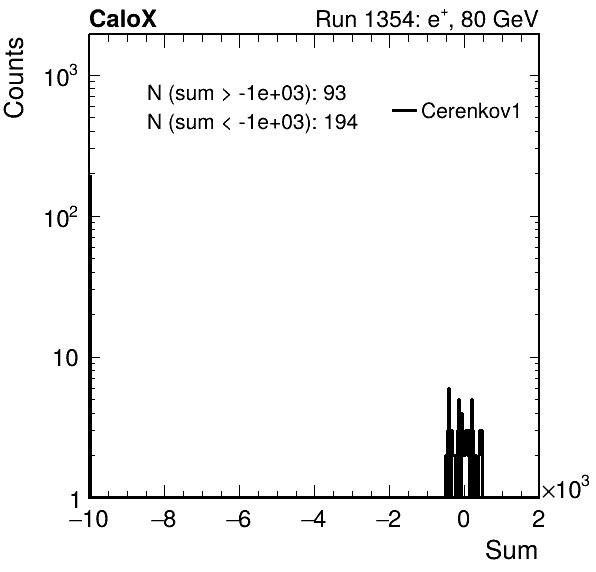 CaloX
Run 1354: e⁺, 80 GeV
Counts
N (sum > -1e+03): 93
N (sum < -1e+03): 194
Cerenkov1
10³
10²
10
1
−10 −8 −6 −4 −2 0 2
×10³
Sum